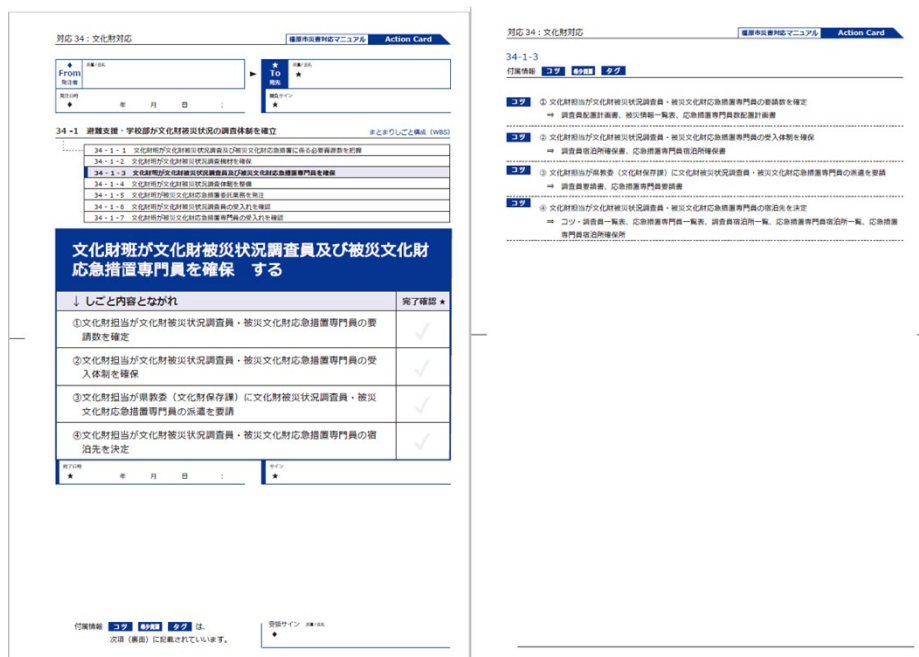 対応 34：文化財対応
橿原市災害対応マニュアル Action Card
♦ From 発注者
所属/氏名
►
★ To 宛先
所属/氏名
★
発注日時
♦ 年 月 日 :
★
34 -1 避難支援・学校部が文化財被災状況の調査体制を確立
まとまりしごと構成 (WBS)
34 - 1 - 1 文化財班が文化財被災状況調査及び被災文化財応急措置に係る必要員数を把握
34 - 1 - 2 文化財班が文化財被災状況調査機材を確保
34 - 1 - 3 文化財班が文化財被災状況調査員及び被災文化財応急措置専門員を確保
34 - 1 - 4 文化財班が被災状況調査体制を整備
34 - 1 - 5 文化財班が被災文化財応急措置委託業務を発注
34 - 1 - 6 文化財班が被災状況調査員の受入れを確認
34 - 1 - 7 文化財班が応急措置専門員の受入れを確認
文化財班が文化財被災状況調査員及び被災文化財
応急措置専門員を確保 する
↓ しごと内容とながれ
完了確認 ★
①文化財担当が文化財被災状況調査員・被災文化財応急措置専門員の要
請数を確定
②文化財担当が文化財被災状況調査員・被災文化財応急措置専門員の受
入体制を確保
③文化財担当が県教委（文化財保存課）に文化財被災状況調査員・被災
文化財応急措置専門員の派遣を要請
④文化財担当が文化財被災状況調査員・被災文化財応急措置専門員の宿
泊先を決定
完了日時
★ 年 月 日 :
サイン
★
付属情報 コツ 希少資源 タグ は、
次項（裏面）に記載されています。
受領サイン 所属/氏名
♦
対応 34：文化財対応
橿原市災害対応マニュアル Action Card
34-1-3
付属情報 コツ 希少資源 タグ
コツ ① 文化財担当が文化財被災状況調査員・被災文化財応急措置専門員の要請数を確定
⇒ 調査員配置計画書、被災情報一覧表、応急措置専門員数配置計画書
コツ ② 文化財担当が文化財被災状況調査員・被災文化財応急措置専門員の受入体制を確保
⇒ 調査員宿泊所確保書、応急措置専門員宿泊所確保書
コツ ③ 文化財担当が県教委（文化財保存課）に文化財被災状況調査員・被災文化財応急措置専門員の派遣を要請
⇒ 調査員要請書、応急措置専門員要請書
コツ ④ 文化財担当が文化財被災状況調査員・被災文化財応急措置専門員の宿泊先を決定
⇒ コツ・調査員一覧表、応急措置専門員一覧表、調査員宿泊所一覧、応急措置専門員宿泊所一覧、応急措置
専門員宿泊所確保所